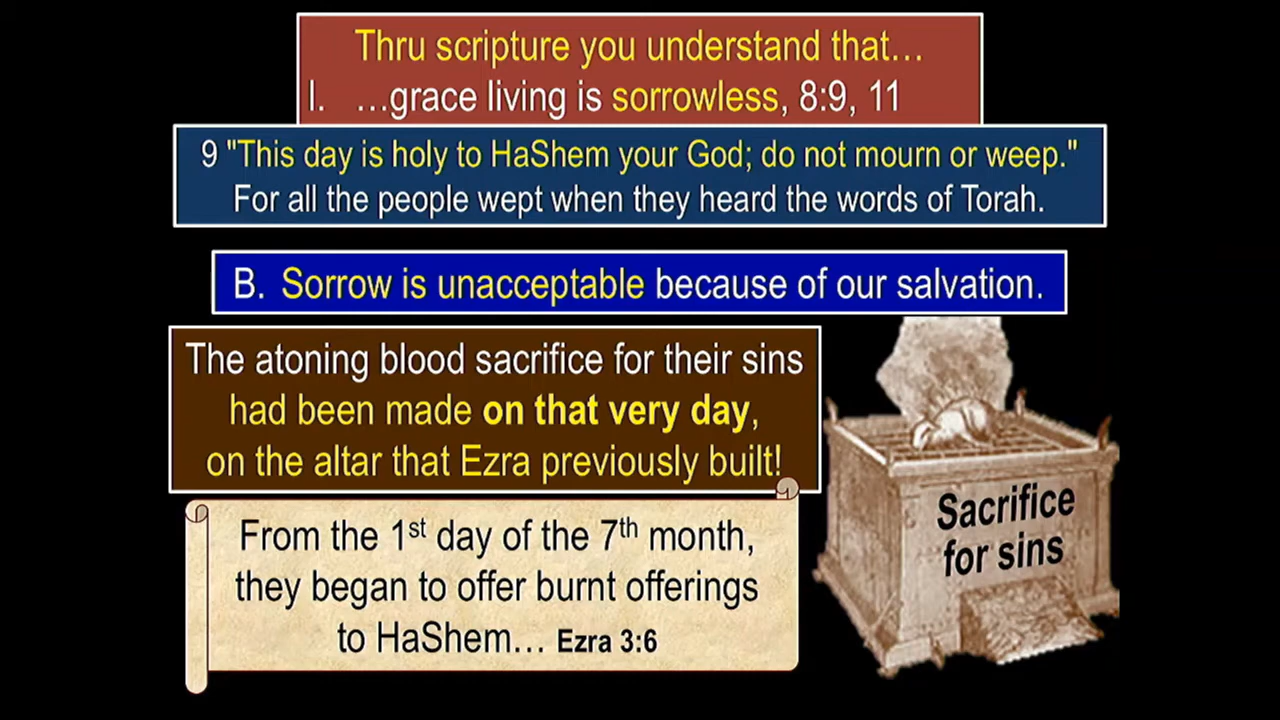 Thru scripture you understand that…
I. …grace living is sorrowless, 8:9, 11
9 "This day is holy to HaShem your God; do not mourn or weep."
For all the people wept when they heard the words of Torah.
B. Sorrow is unacceptable because of our salvation.
The atoning blood sacrifice for their sins
had been made on that very day,
on the altar that Ezra previously built!
From the 1st day of the 7th month,
they began to offer burnt offerings
to HaShem… Ezra 3:6
Sacrifice
for sins